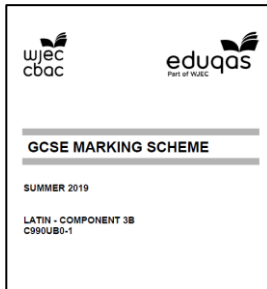 wjec
cbac
eduqas
Part of WJEC
GCSE MARKING SCHEME
SUMMER 2019
LATIN - COMPONENT 3B
C990UB0-1